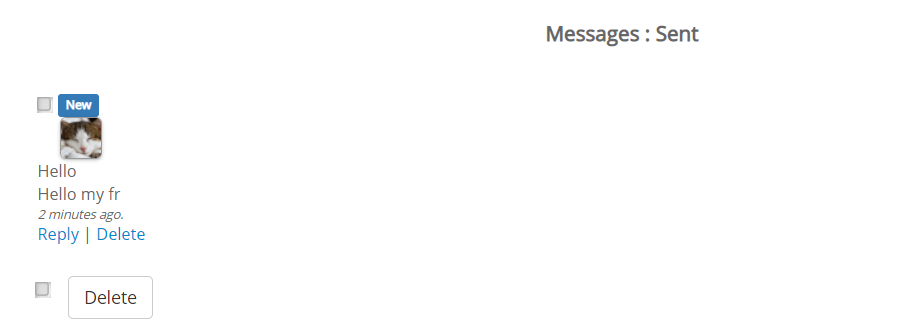 Messages : Sent
New
Hello
Hello my fr
2 minutes ago.
Reply | Delete
Delete